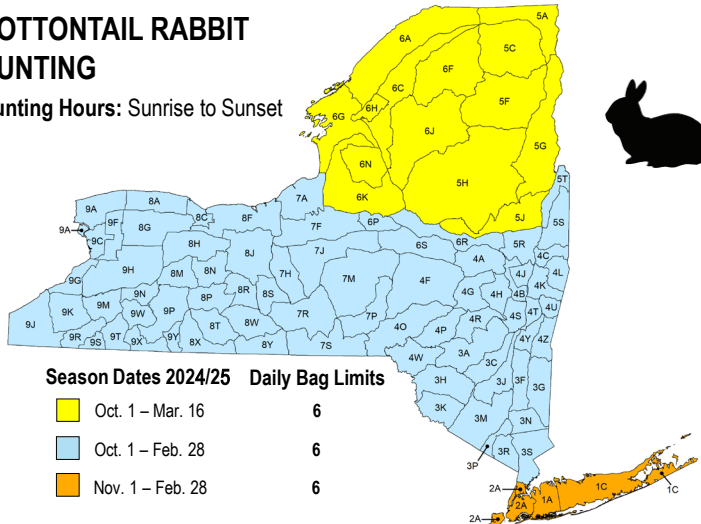 OTTONTAIL RABBIT
UNTING
unting Hours: Sunrise to Sunset
5A
6A
5C
6F
6C
5F
6H
6G
6J
5G
6N
5H
6K
5T
7A
8A
9A
5J
8C
8F
6P
5S
9F
8G
7F
9A
9C
6R
5R
8H
6S
7J
8J
4A
4C
9H
8M
8N
7H
7M
4F
4J
4L
9G
4K
9N
8R
8S
4G
4H
4B
8P
9M
9K
9W
9P
7R
7P
4R
4S
4T
4U
9J
8T
8W
4O
4P
9R
9S
9T
9X
9Y
8X
8Y
7S
4Y
4Z
4W
3A
3C
Season Dates 2024/25 Daily Bag Limits
3H
3J
3F
3G
Oct. 1 – Mar. 16 6
3K
3M
3N
Oct. 1 – Feb. 28 6
3R
3S
3P
Nov. 1 – Feb. 28 6
2A
1C
1C
2A
1A
2A